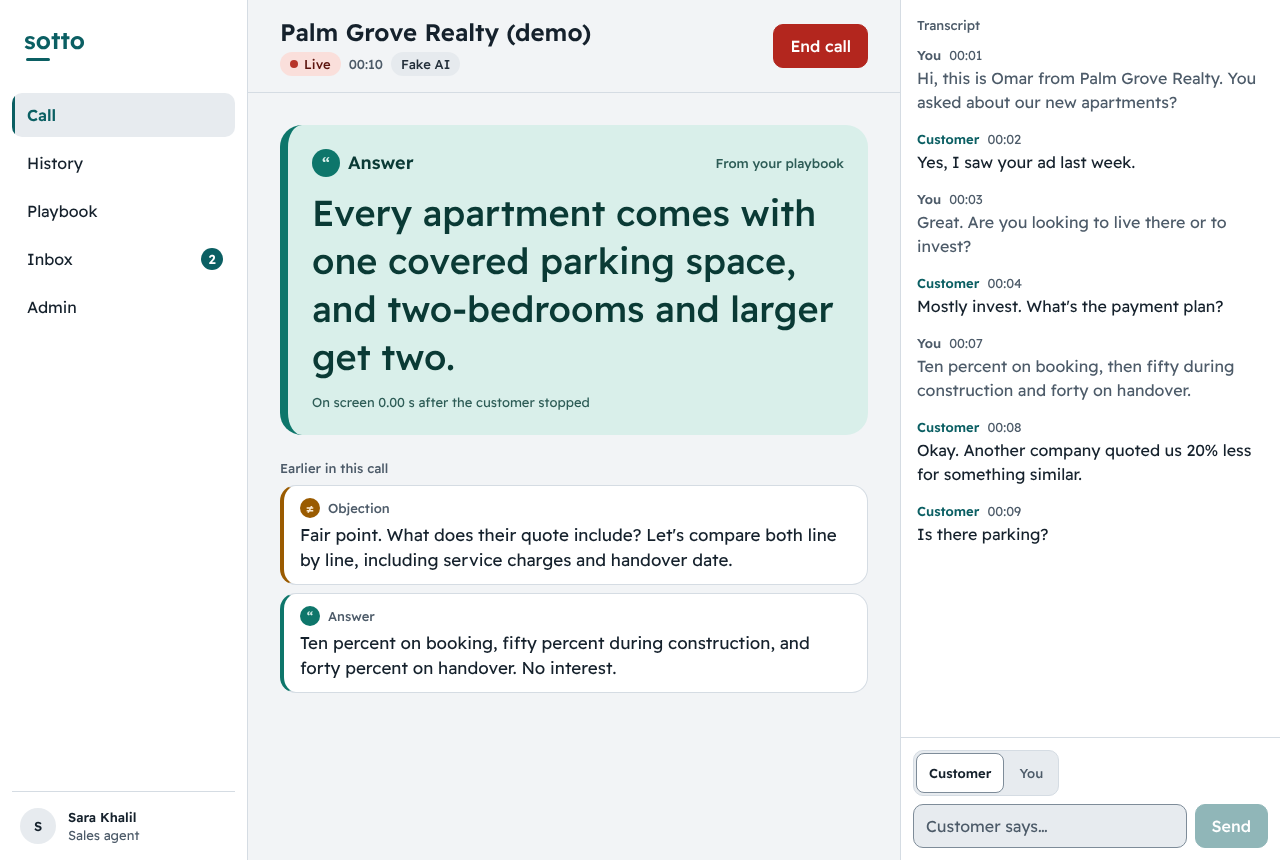 sotto
Call
History
Playbook
Inbox
2
Admin
S
Sara Khalil
Sales agent
Palm Grove Realty (demo)
Live
00:10
Fake AI
End call
“
Answer
From your playbook
Every apartment comes with
one covered parking space,
and two-bedrooms and larger
get two.
On screen 0.00 s after the customer stopped
Earlier in this call
≠
Objection
Fair point. What does their quote include? Let's compare both line
by line, including service charges and handover date.
“
Answer
Ten percent on booking, fifty percent during construction, and
forty percent on handover. No interest.
Transcript
You 00:01
Hi, this is Omar from Palm Grove Realty. You
asked about our new apartments?
Customer 00:02
Yes, I saw your ad last week.
You 00:03
Great. Are you looking to live there or to
invest?
Customer 00:04
Mostly invest. What's the payment plan?
You 00:07
Ten percent on booking, then fifty during
construction and forty on handover.
Customer 00:08
Okay. Another company quoted us 20% less
for something similar.
Customer 00:09
Is there parking?
Customer
You
Customer says…
Send